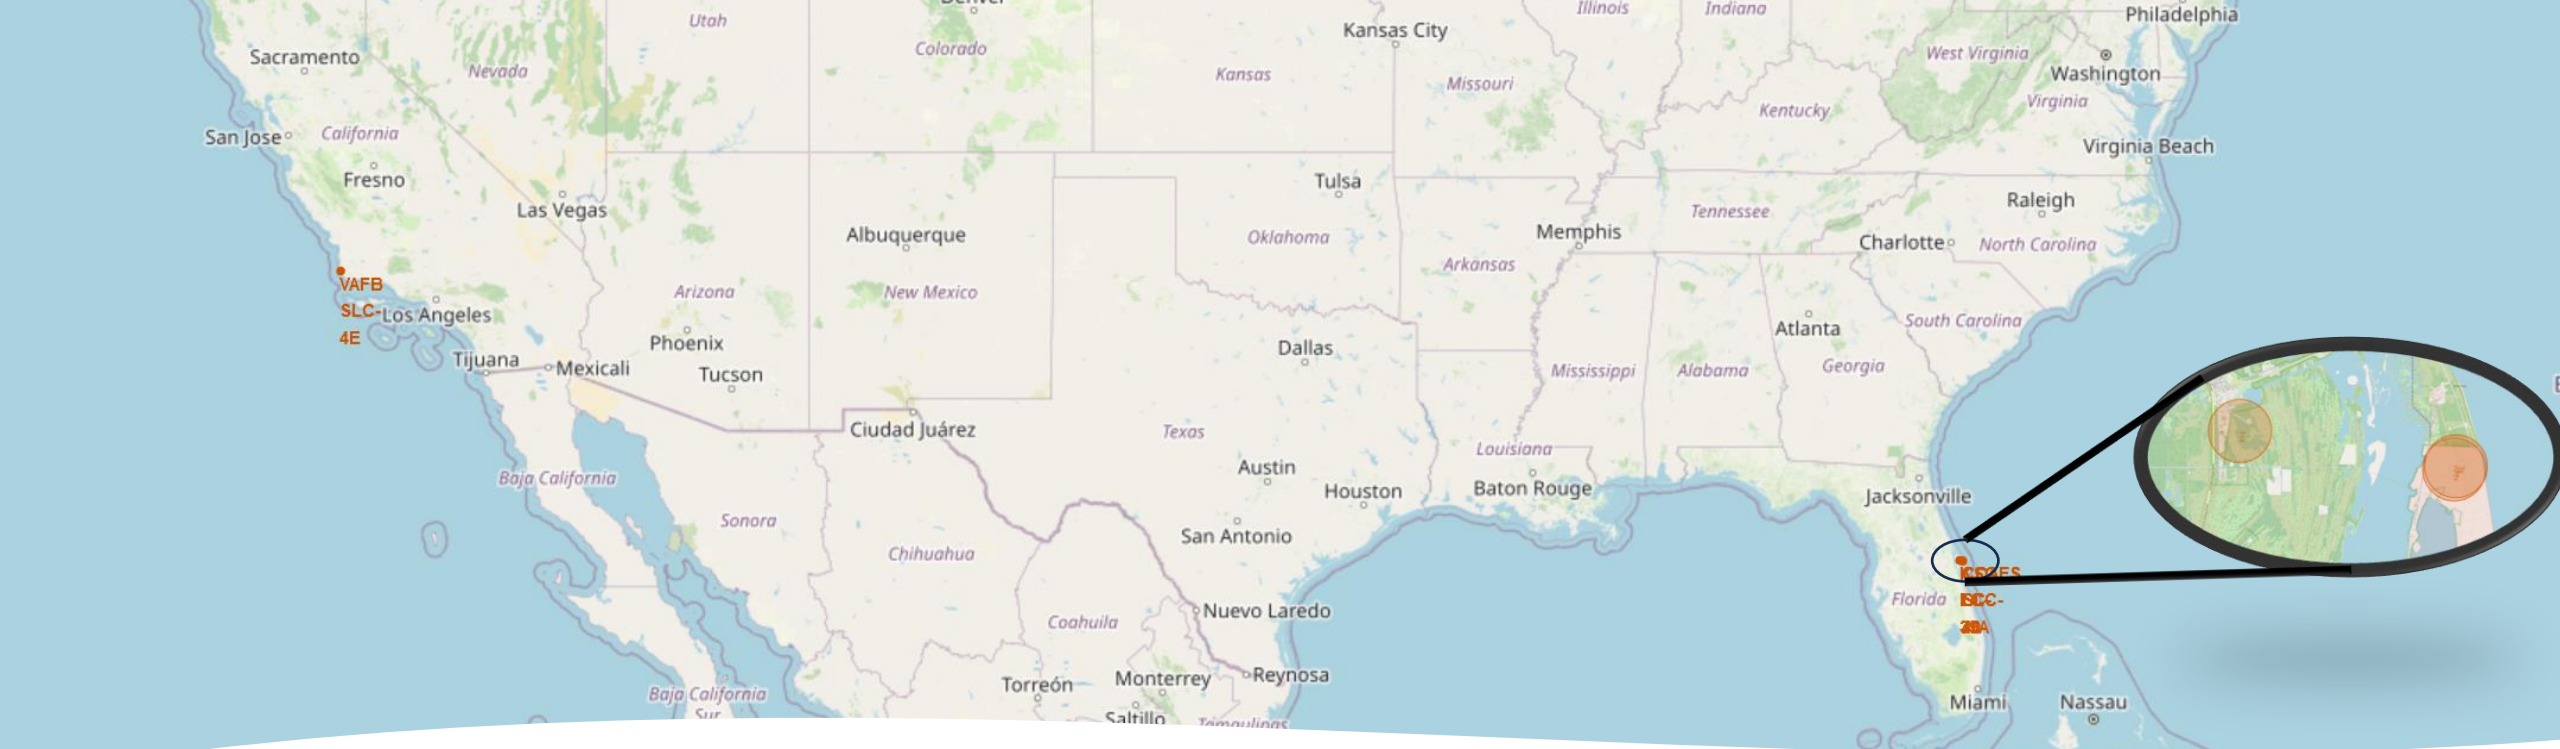 Denver
Utah
Illinois
Indiana
Philadelphia
Kansas City
Colorado
Sacramento
Nevada
Kansas
Missouri
West Virginia
Washington
Virginia
Kentucky
San Jose
California
Virginia Beach
Fresno
Tulsa
Las Vegas
Raleigh
Tennessee
Albuquerque
Oklahoma
Memphis
Charlotte
North Carolina
Arkansas
VAFB
SLC-
4E
Los Angeles
Arizona
New Mexico
South Carolina
Atlanta
Phoenix
Dallas
Tijuana
Mexicali
Tucson
Mississippi
Alabama
Georgia
Ciudad Juárez
Texas
Louisiana
Austin
Baja California
Houston
Baton Rouge
Jacksonville
Sonora
San Antonio
Chihuahua
Florida
Nuevo Laredo
Coahuila
Torreón
Monterrey
Reynosa
Baja California
Sur
Miami
Nassau
Saltillo
Tamaulipas